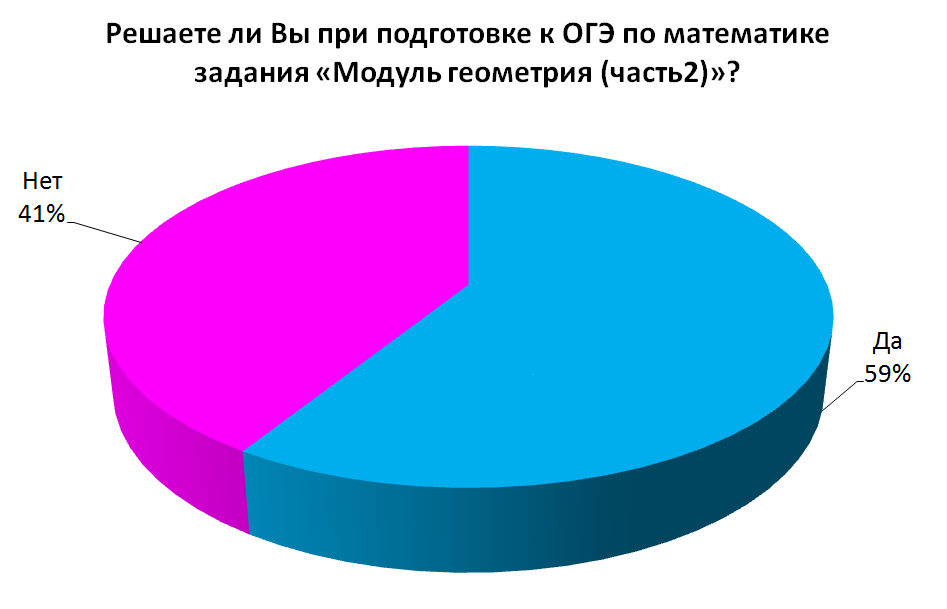 Решаете ли Вы при подготовке к ОГЭ по математике
задания «Модуль геометрия (часть2)»?
Нет
41%
Да
59%